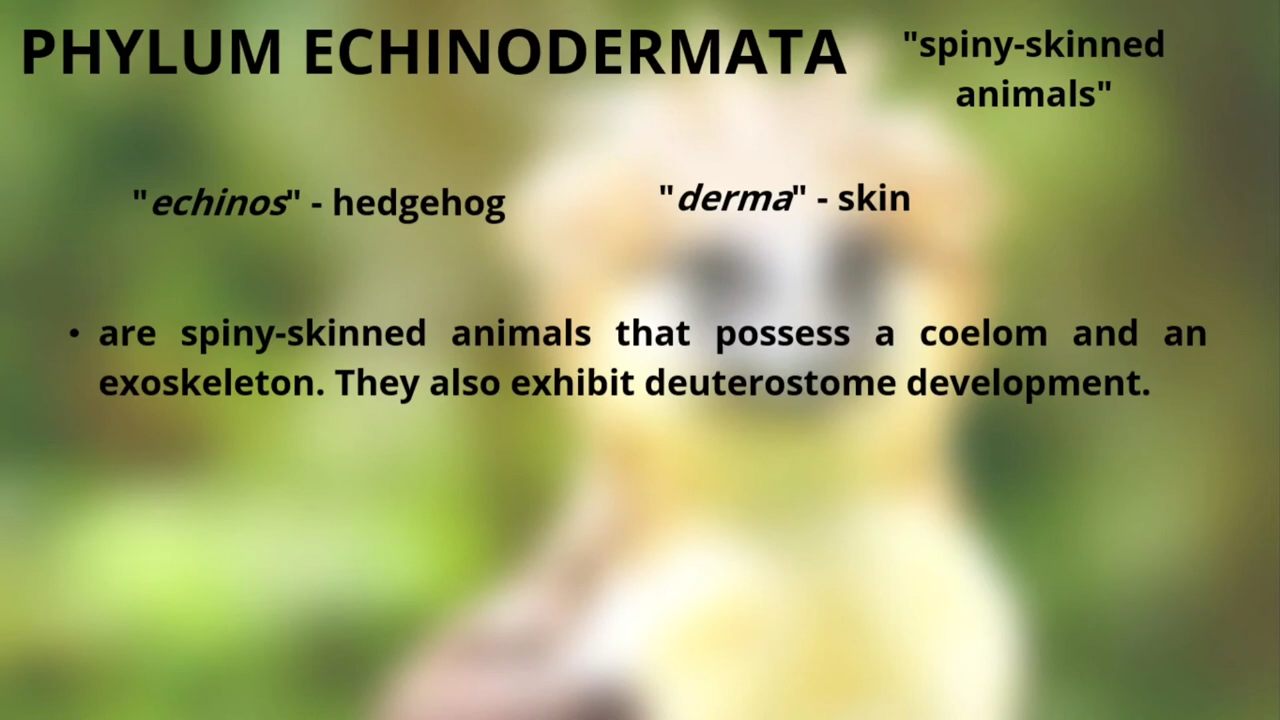 PHYLUM ECHINODERMATA
"spiny-skinned
animals"
"echinos" - hedgehog
"derma" - skin
• are spiny-skinned animals that possess a coelom and an
exoskeleton. They also exhibit deuterostome development.